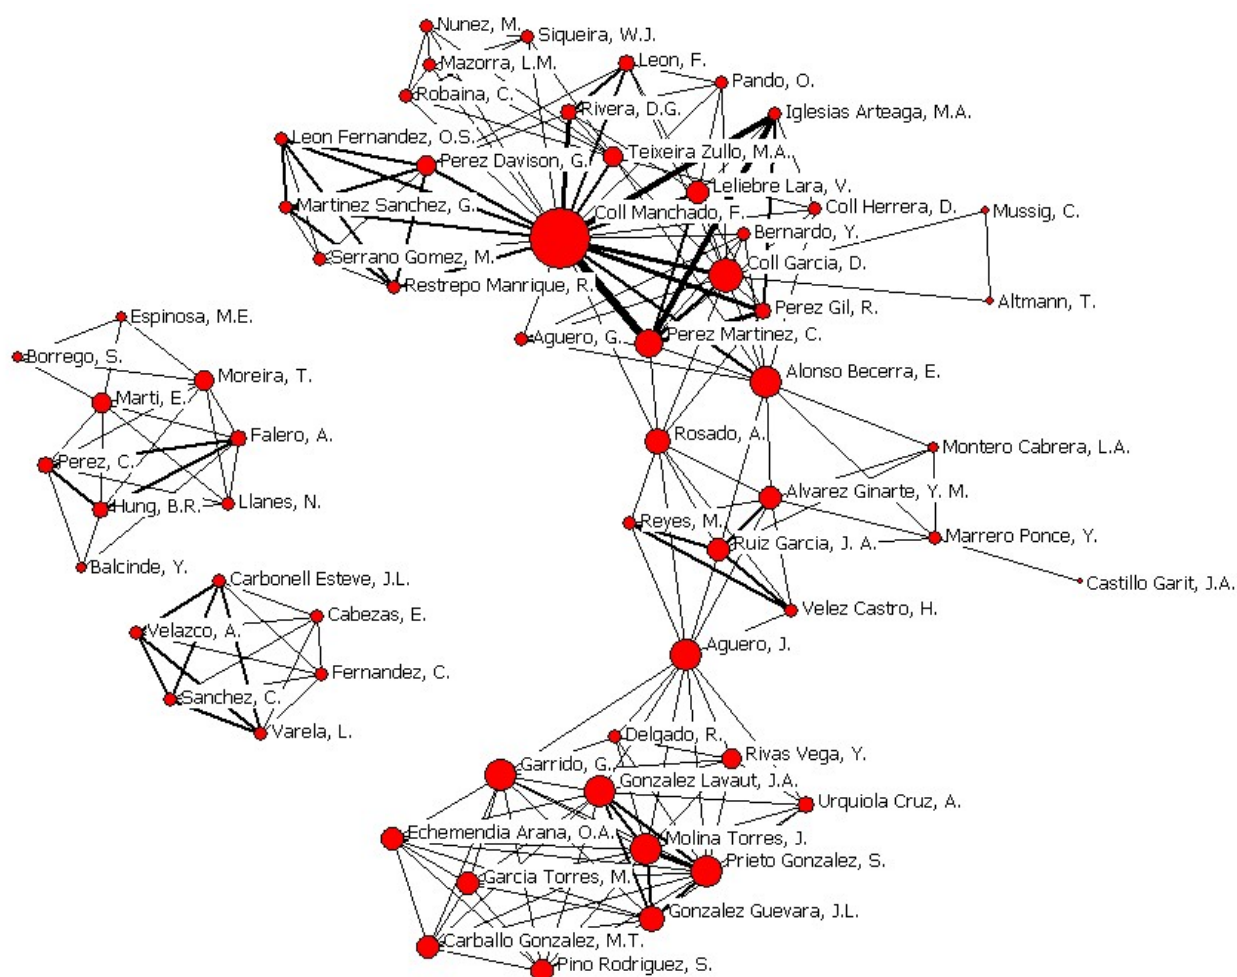 Nunez, M.
Siqueira, W.J.
Mazorra, L.M.
Leon, F.
Pando, O.
Robaina, C.
Rivera, D.G.
Iglesias Arteaga, M.A.
Leon Fernandez, O.S.
Perez Davison, G.
Teixeira Zullo, M.A.
Leliebre Lara, V.
Martinez Sanchez, G.
Coll Manchado, F.
Coll Herrera, D.
Mussig, C.
Bernardo, Y.
Serrano Gomez, M.
Coll Garcia, D.
Restrepo Manrique, R.
Altmann, T.
Perez Gil, R.
Espinosa, M.E.
Aguero, G.
Perez Martinez, C.
Borrego, S.
Moreira, T.
Alonso Becerra, E.
Marti, E.
Falero, A.
Rosado, A.
Montero Cabrera, L.A.
Perez, C.
Hung, B.R.
Llanes, N.
Alvarez Ginarte, Y. M.
Reyes, M.
Ruiz Garcia, J. A.
Marrero Ponce, Y.
Balcinde, Y.
Castillo Garit, J.A.
Carbonell Esteve, J.L.
Cabezas, E.
Velez Castro, H.
Velazco, A.
Aguero, J.
Fernandez, C.
Sanchez, C.
Varela, L.
Delgado, R.
Rivas Vega, Y.
Garrido, G.
Gonzalez Lavaut, J.A.
Urquiola Cruz, A.
Echemendia Arana, O.A.
Molina Torres, J.
Prieto Gonzalez, S.
Garcia Torres, M.
Gonzalez Guevara, J.L.
Carballo Gonzalez, M.T.
Pino Rodriguez, S.